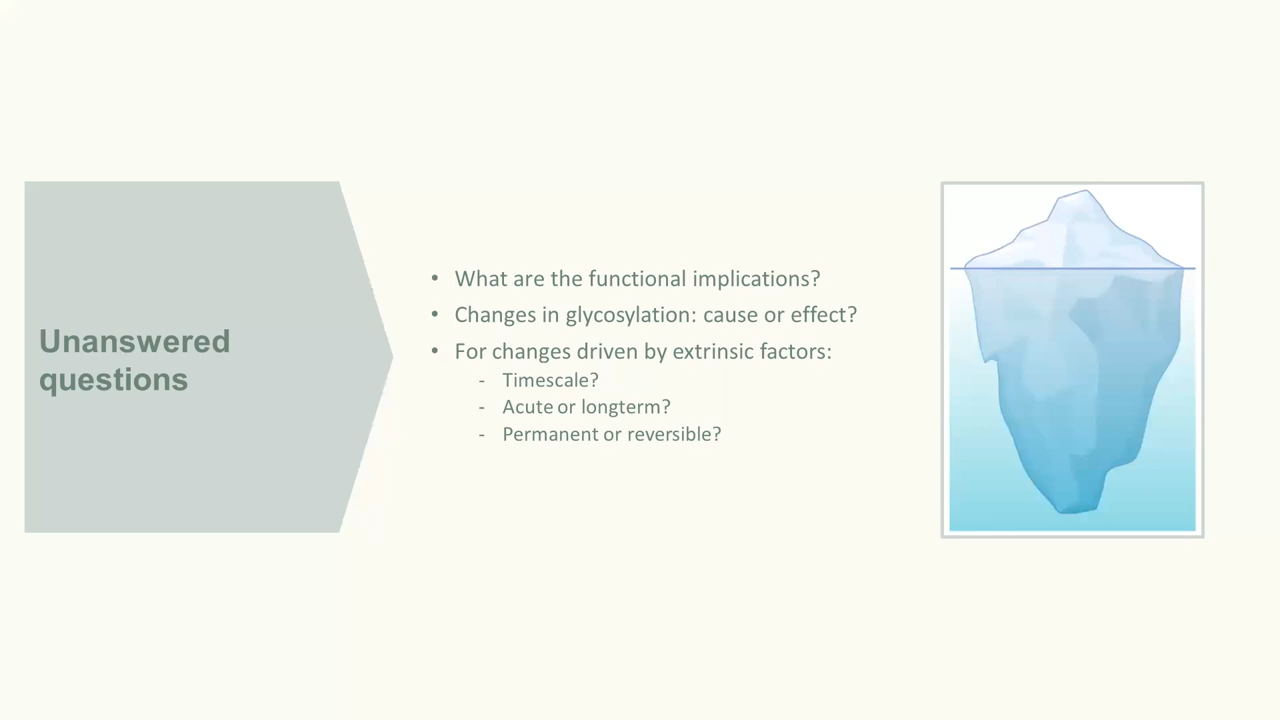 Unanswered
questions
• What are the functional implications?
• Changes in glycosylation: cause or effect?
• For changes driven by extrinsic factors:
- Timescale?
- Acute or longterm?
- Permanent or reversible?